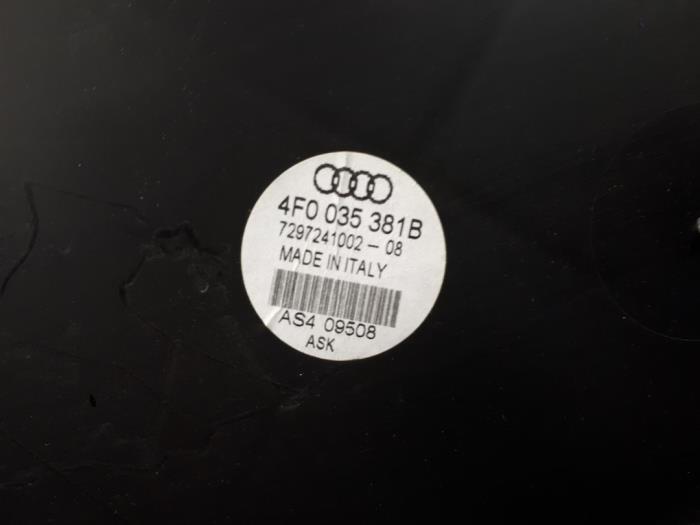 4F0 035 381B
7297241002-08
MADE IN ITALY
AS4 09508
ASK